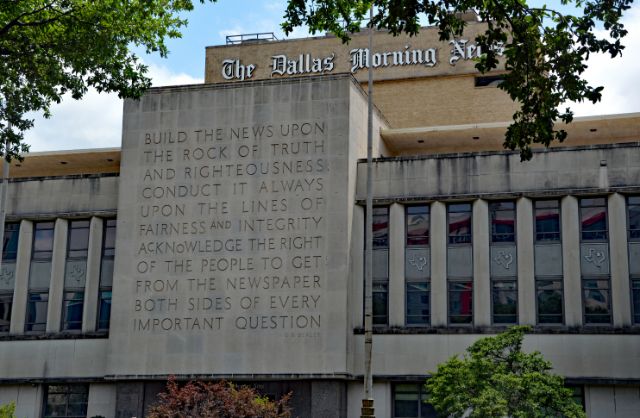 The Dallas Morning News
BUILD THE NEWS UPON
THE ROCK OF TRUTH
AND RIGHTEOUSNESS
CONDUCT IT ALWAYS
UPON THE LINES OF
FAIRNESS AND INTEGRITY
ACKNOWLEDGE THE RIGHT
OF THE PEOPLE TO GET
FROM THE NEWSPAPER
BOTH SIDES OF EVERY
IMPORTANT QUESTION
G. B. DEALEY